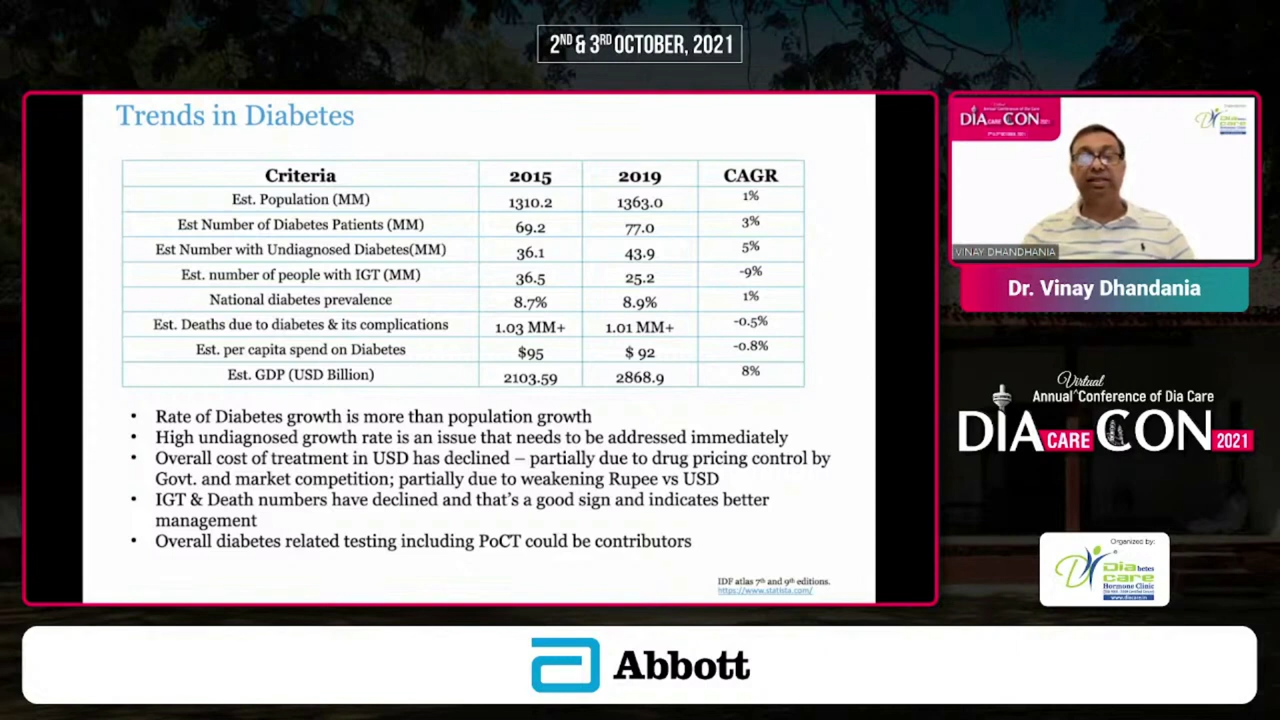 2ND & 3RD OCTOBER, 2021
Trends in Diabetes
Criteria 2015 2019 CAGR
Est. Population (MM) 1310.2 1363.0 1%
Est Number of Diabetes Patients (MM) 69.2 77.0 3%
Est Number with Undiagnosed Diabetes(MM) 36.1 43.9 5%
Est. number of people with IGT (MM) 36.5 25.2 -9%
National diabetes prevalence 8.7% 8.9% 1%
Est. Deaths due to diabetes & its complications 1.03 MM+ 1.01 MM+ -0.5%
Est. per capita spend on Diabetes $95 $ 92 -0.8%
Est. GDP (USD Billion) 2103.59 2868.9 8%
• Rate of Diabetes growth is more than population growth
• High undiagnosed growth rate is an issue that needs to be addressed immediately
• Overall cost of treatment in USD has declined – partially due to drug pricing control by
Govt. and market competition; partially due to weakening Rupee vs USD
• IGT & Death numbers have declined and that's a good sign and indicates better
management
• Overall diabetes related testing including PoCT could be contributors
IDF atlas 7th and 9th editions.
https://www.statista.com/
DIA CARE CON 2021
VINAY DHANDHANIA
Dr. Vinay Dhandania
Virtual
Annual Conference of Dia Care
DIA CARE CON 2021
Organized by:
Diabetes
care
Hormone Clinic
www.diacare.in
Abbott